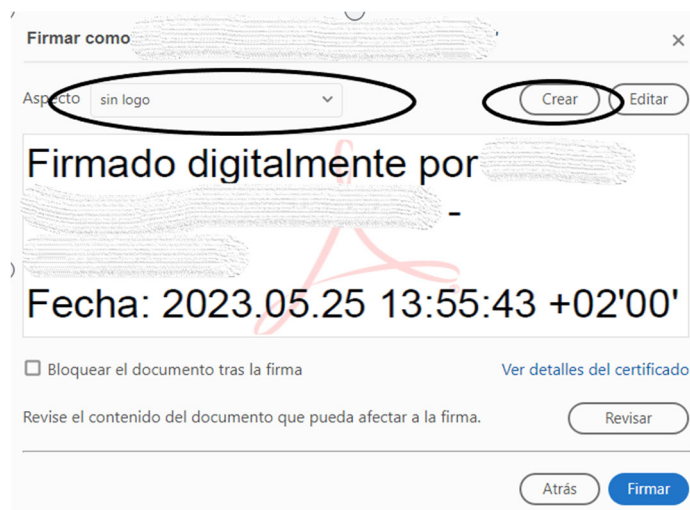 Firmar como
Aspecto sin logo Crear Editar
Firmado digitalmente por
-
Fecha: 2023.05.25 13:55:43 +02'00'
Bloquear el documento tras la firma Ver detalles del certificado
Revise el contenido del documento que pueda afectar a la firma. Revisar
Atrás Firmar